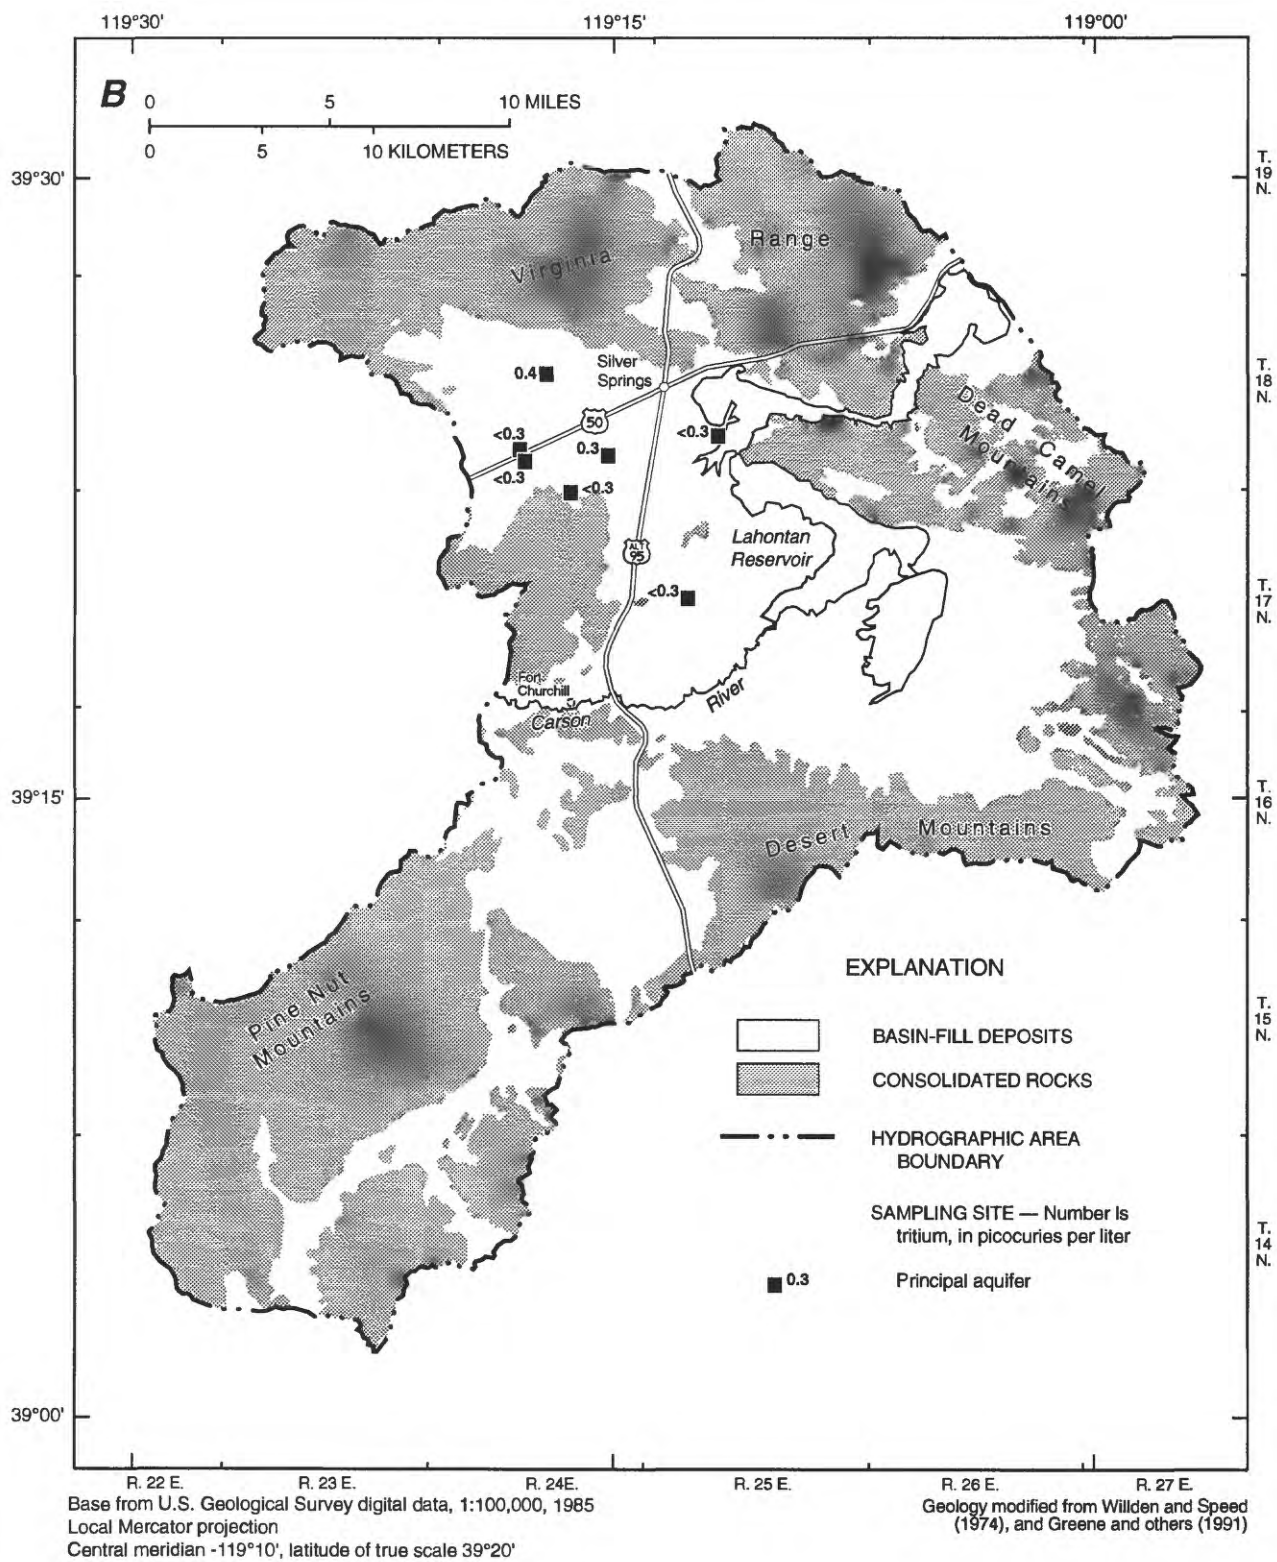 119°30' 119°15' 119°00'
B
0 5 10 MILES
0 5 10 KILOMETERS
39°30'
T.
19
N.
Virginia
Range
Silver
Springs
0.4
T.
18
N.
50
<0.3
<0.3
0.3
<0.3
<0.3
Dead Camel
Mountains
ALT
95
Lahontan
Reservoir
<0.3
T.
17
N.
Fort
Churchill
Carson
River
39°15'
T.
16
N.
Desert Mountains
Pine Nut
Mountains
EXPLANATION
BASIN-FILL DEPOSITS
T.
15
N.
CONSOLIDATED ROCKS
HYDROGRAPHIC AREA
BOUNDARY
SAMPLING SITE — Number is
tritium, in picocuries per liter
T.
14
N.
0.3 Principal aquifer
39°00'
R. 22 E. R. 23 E. R. 24E. R. 25 E. R. 26 E. R. 27 E.
Base from U.S. Geological Survey digital data, 1:100,000, 1985
Local Mercator projection
Central meridian -119°10', latitude of true scale 39°20'
Geology modified from Willden and Speed
(1974), and Greene and others (1991)